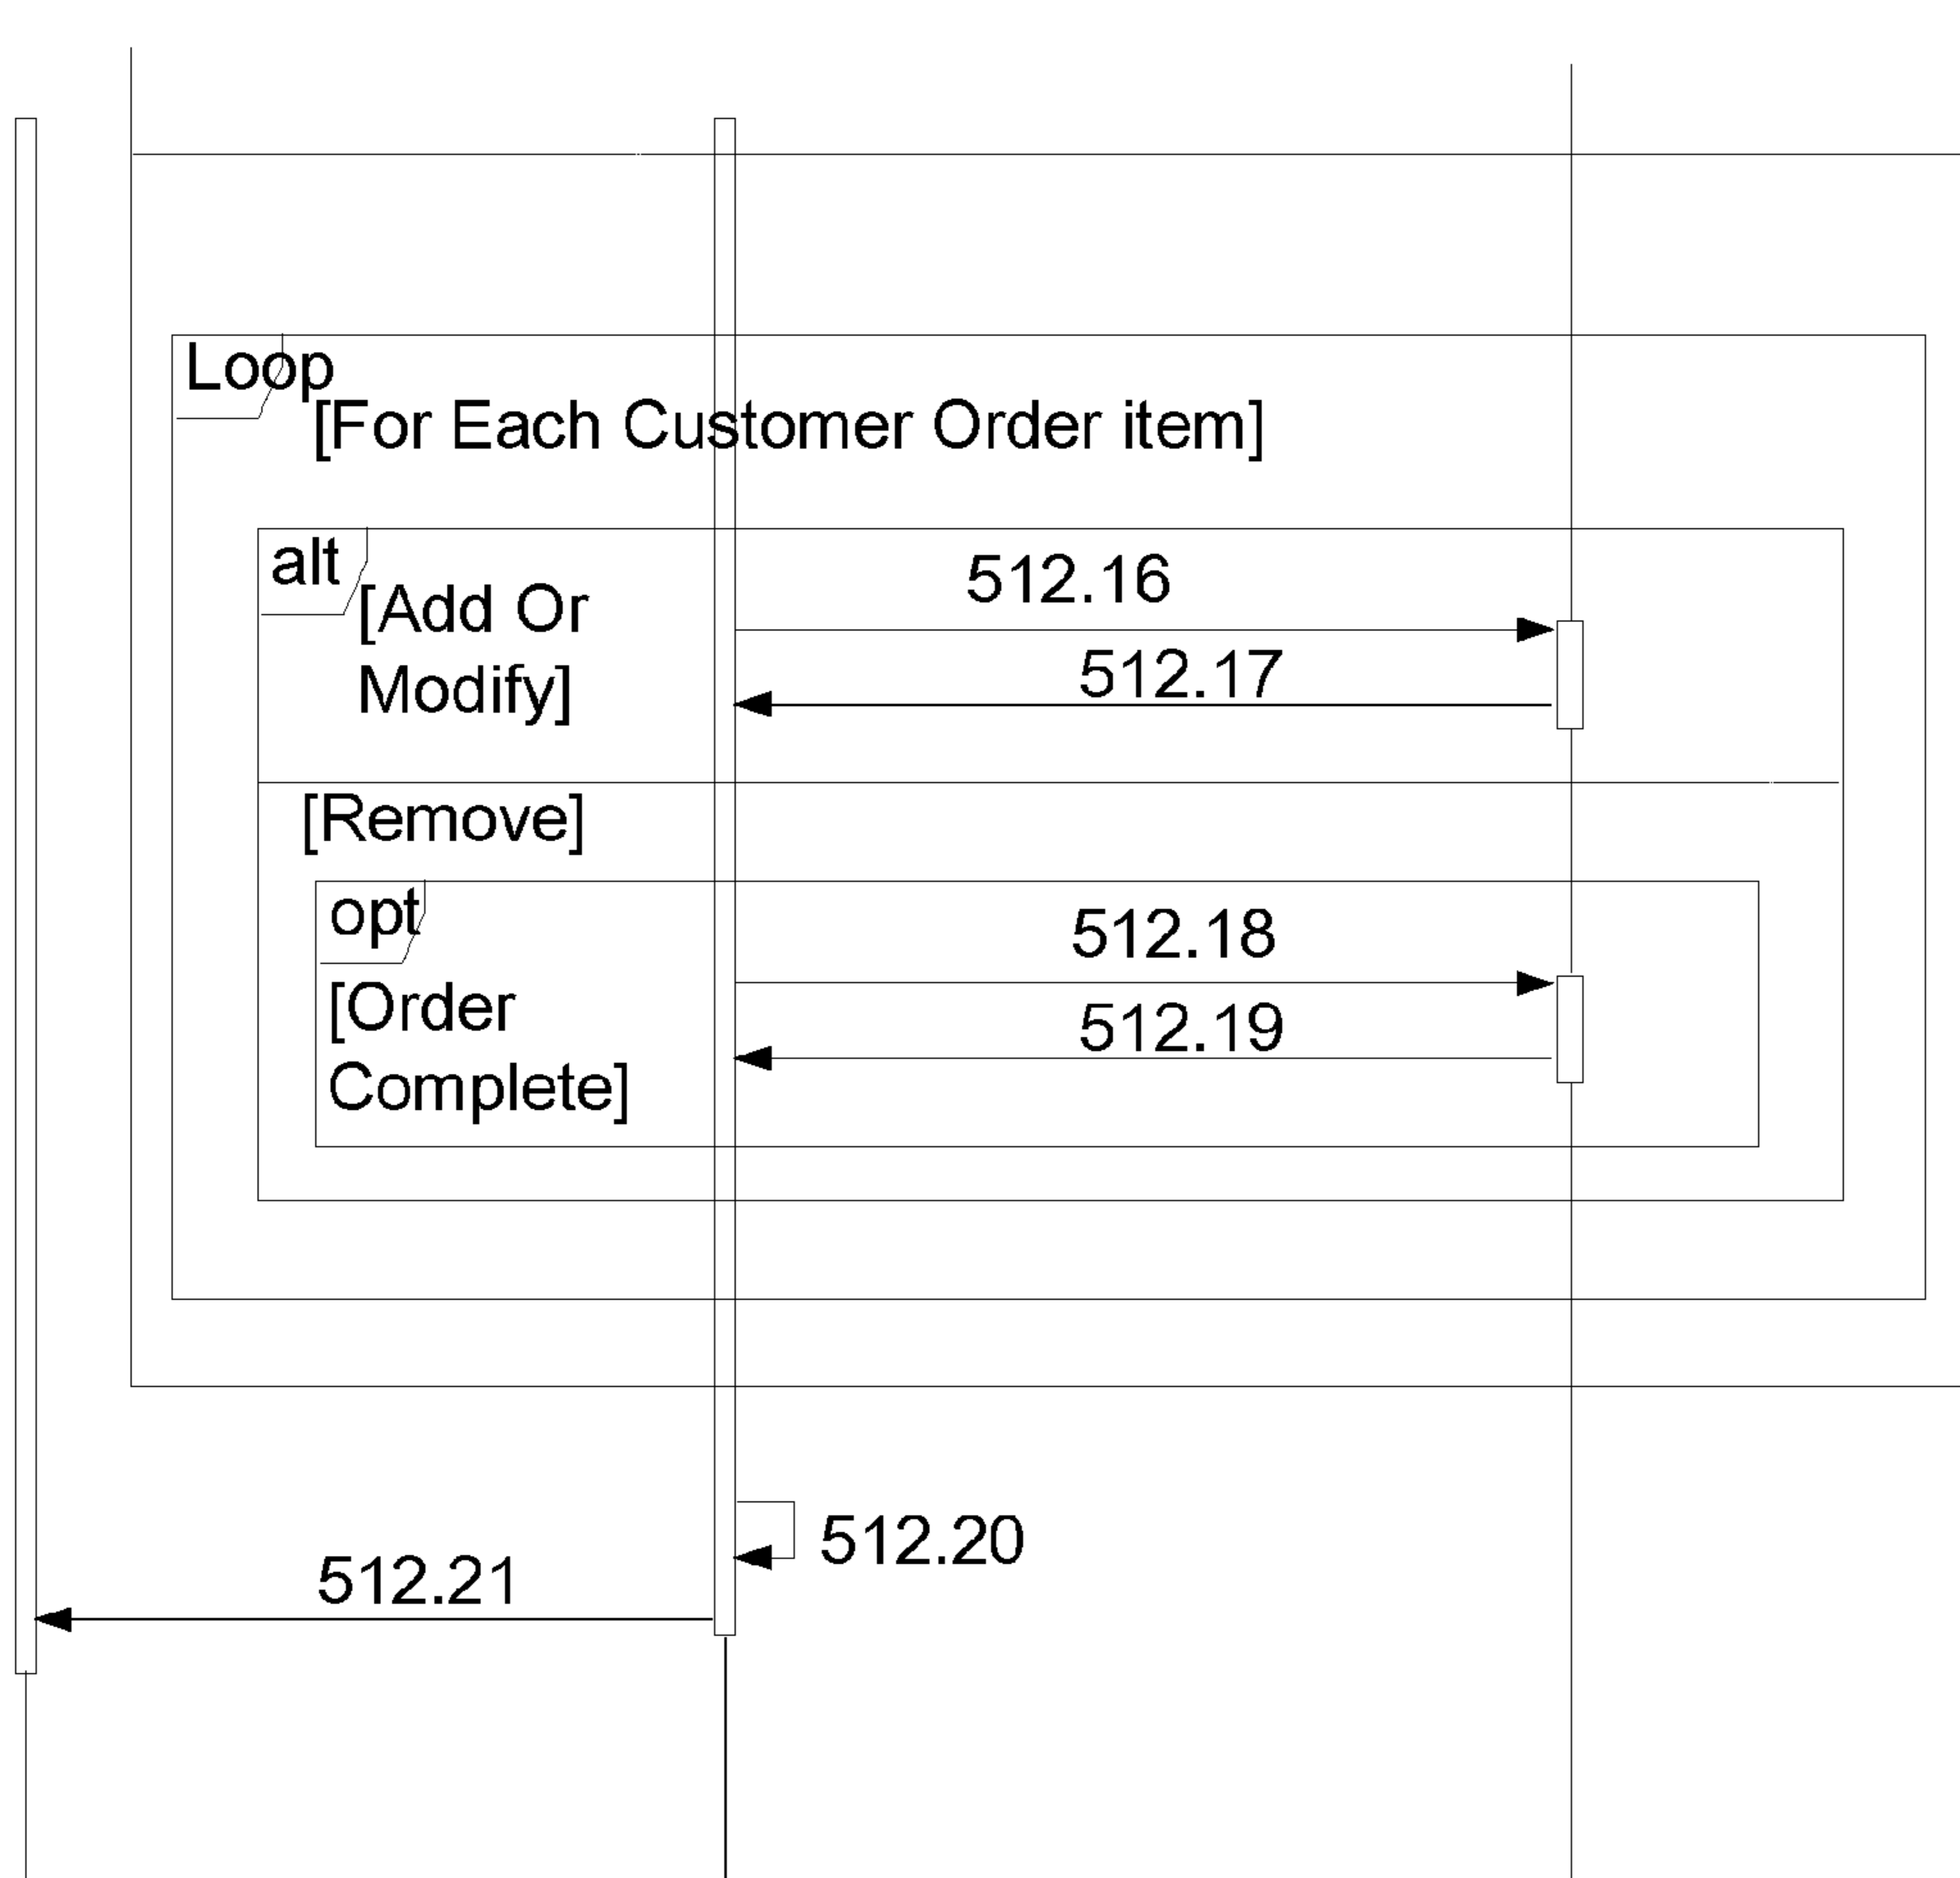 Loop
[For Each Customer Order item]
alt
512.16
[Add Or
Modify]
512.17
[Remove]
opt
512.18
[Order
Complete]
512.19
512.20
512.21